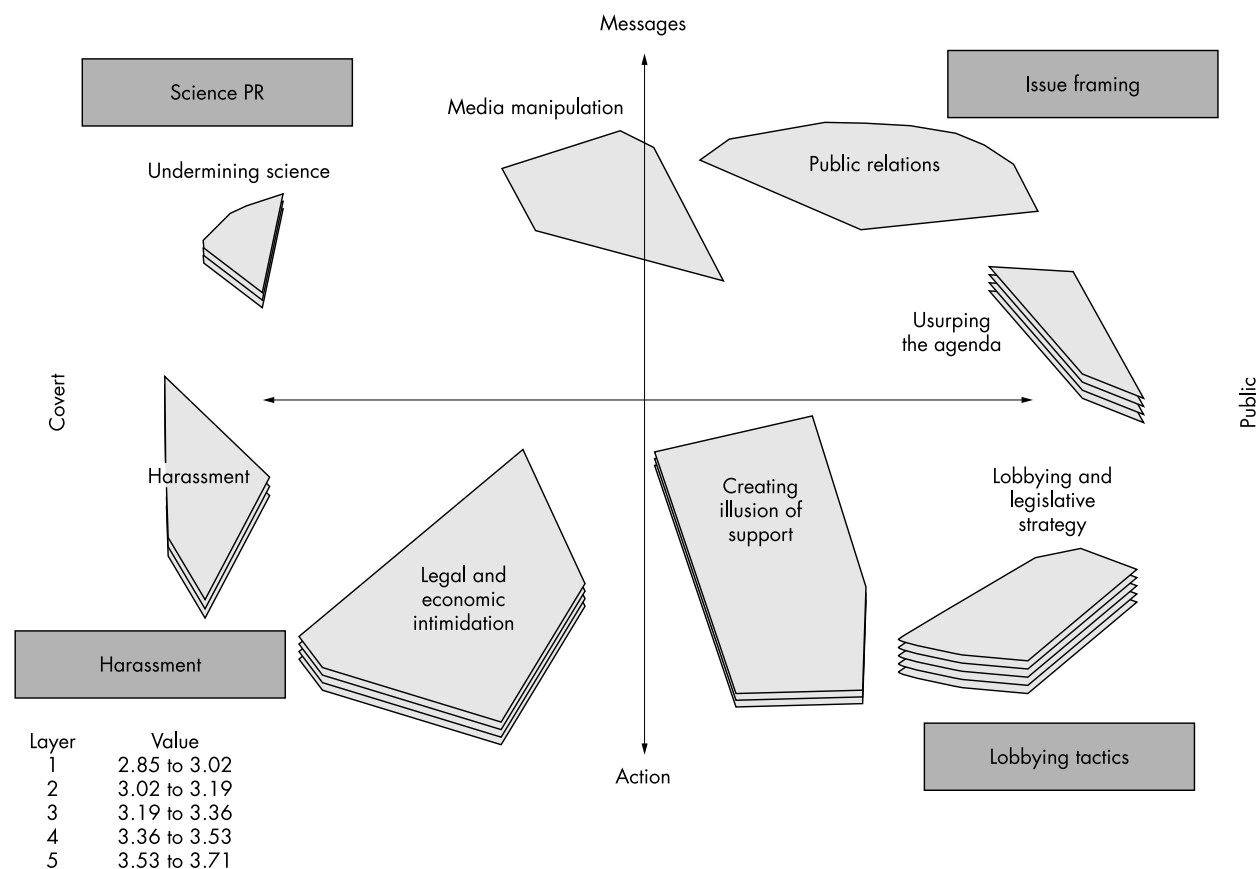 Messages
Science PR
Issue framing
Media manipulation
Public relations
Undermining science
Usurping
the agenda
Covert
Public
Harassment
Creating
illusion of
support
Lobbying and
legislative
strategy
Legal and
economic
intimidation
Harassment
Lobbying tactics
Action
Layer Value
1 2.85 to 3.02
2 3.02 to 3.19
3 3.19 to 3.36
4 3.36 to 3.53
5 3.53 to 3.71